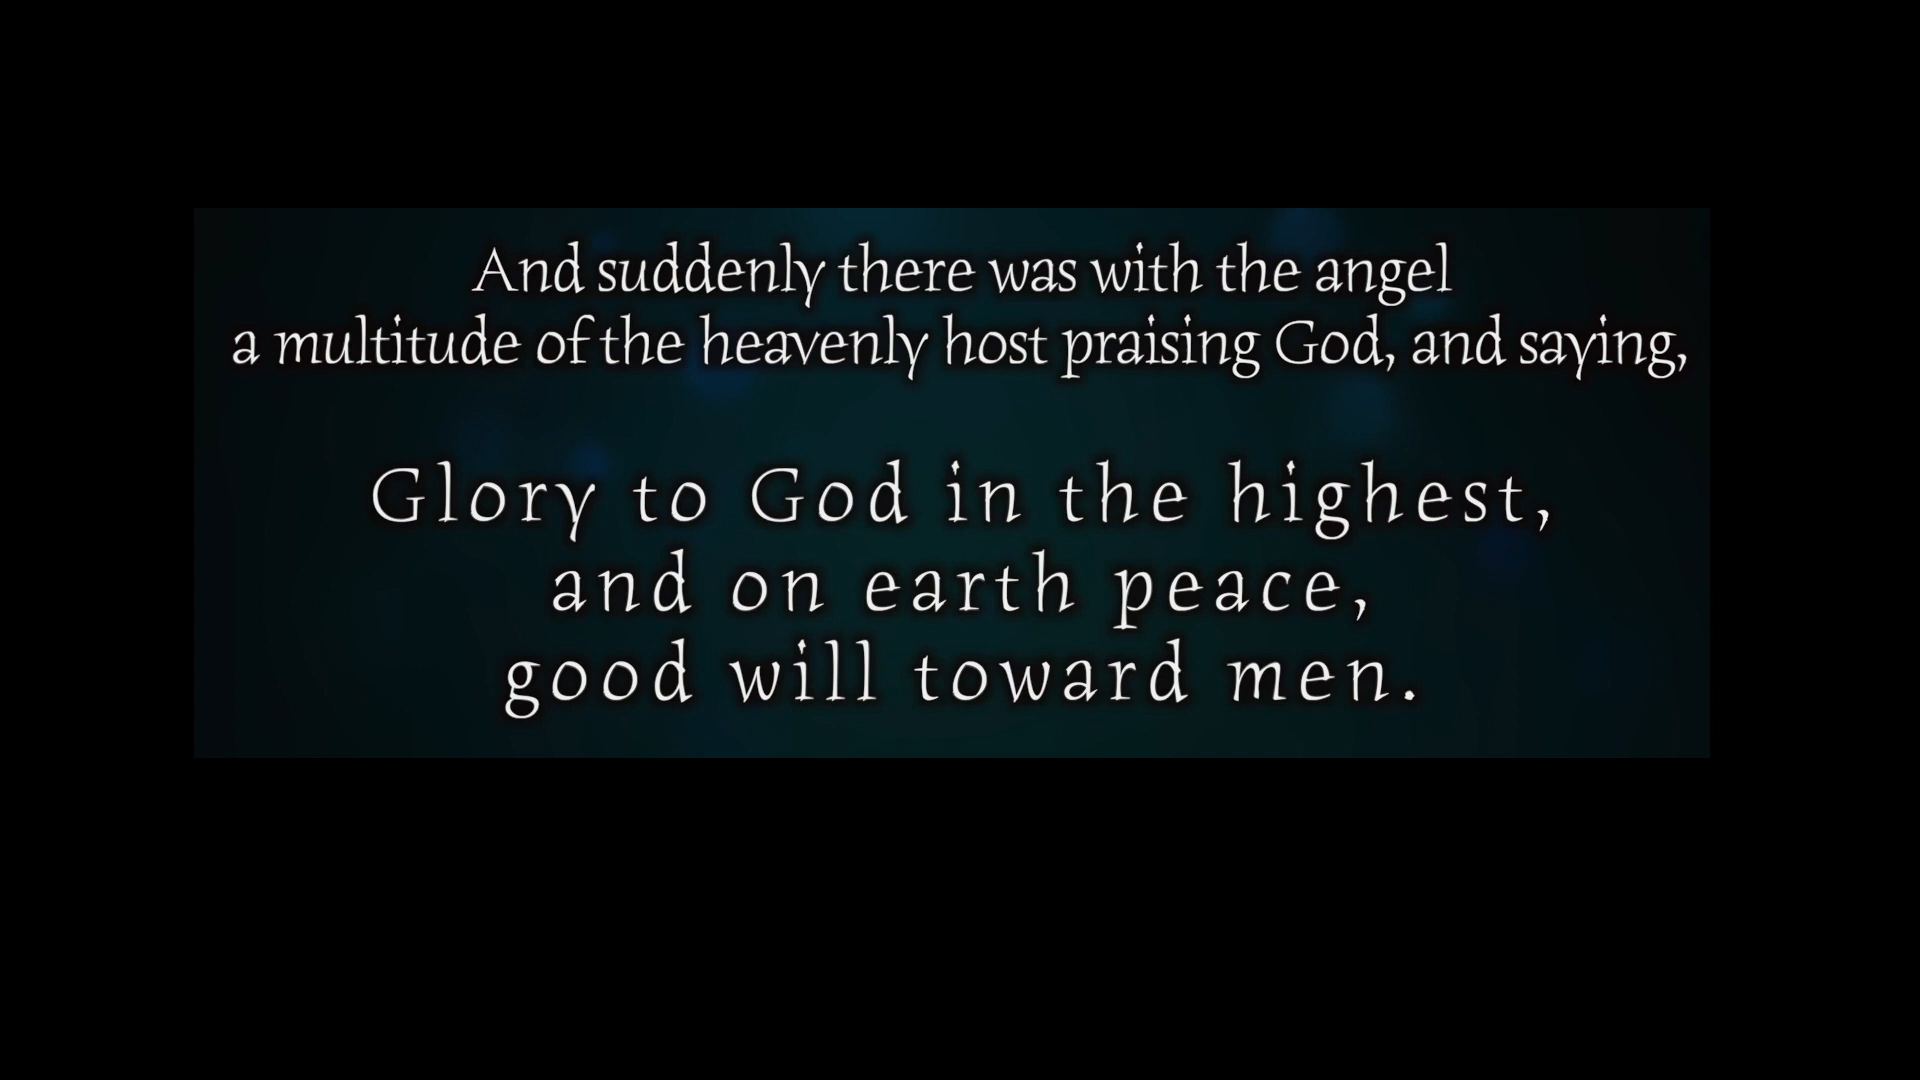 And suddenly there was with the angel
a multitude of the heavenly host praising God, and saying,
Glory to God in the highest,
and on earth peace,
good will toward men.